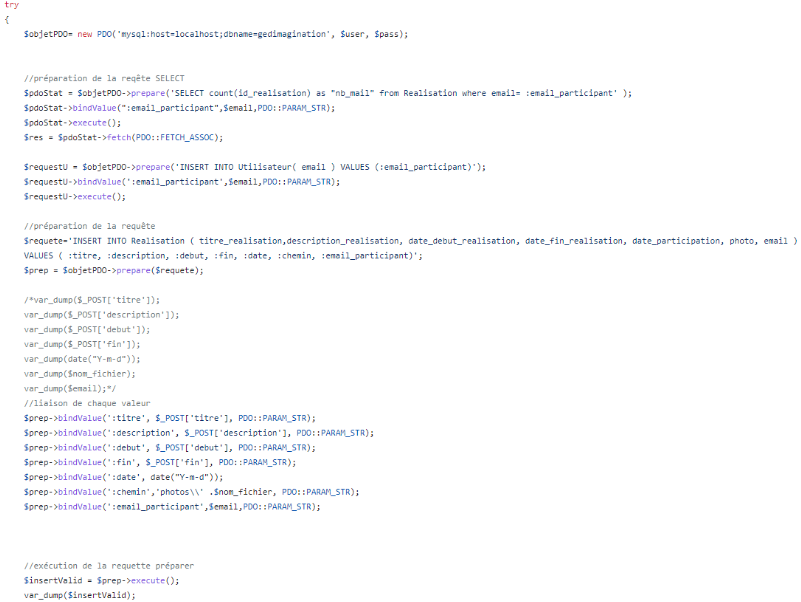 try
{
$objetPDO= new PDO('mysql:host=localhost;dbname=gedimagination', $user, $pass);
//préparation de la reqête SELECT
$pdoStat = $objetPDO->prepare('SELECT count(id_realisation) as "nb_mail" from Realisation where email= :email_participant' );
$pdoStat->bindValue(":email_participant",$email,PDO::PARAM_STR);
$pdoStat->execute();
$res = $pdoStat->fetch(PDO::FETCH_ASSOC);
$requestU = $objetPDO->prepare('INSERT INTO Utilisateur( email ) VALUES (:email_participant)');
$requestU->bindValue(':email_participant',$email,PDO::PARAM_STR);
$requestU->execute();
//préparation de la requête
$requete='INSERT INTO Realisation ( titre_realisation,description_realisation, date_debut_realisation, date_fin_realisation, date_participation, photo, email )
VALUES ( :titre, :description, :debut, :fin, :date, :chemin, :email_participant)';
$prep = $objetPDO->prepare($requete);
/*var_dump($_POST['titre']);
var_dump($_POST['description']);
var_dump($_POST['debut']);
var_dump($_POST['fin']);
var_dump(date("Y-m-d"));
var_dump($nom_fichier);
var_dump($email);*/
//liaison de chaque valeur
$prep->bindValue(':titre', $_POST['titre'], PDO::PARAM_STR);
$prep->bindValue(':description', $_POST['description'], PDO::PARAM_STR);
$prep->bindValue(':debut', $_POST['debut'], PDO::PARAM_STR);
$prep->bindValue(':fin', $_POST['fin'], PDO::PARAM_STR);
$prep->bindValue(':date', date("Y-m-d"));
$prep->bindValue(':chemin','photos\\' .$nom_fichier, PDO::PARAM_STR);
$prep->bindValue(':email_participant',$email,PDO::PARAM_STR);
//exécution de la requette préparer
$insertValid = $prep->execute();
var_dump($insertValid);